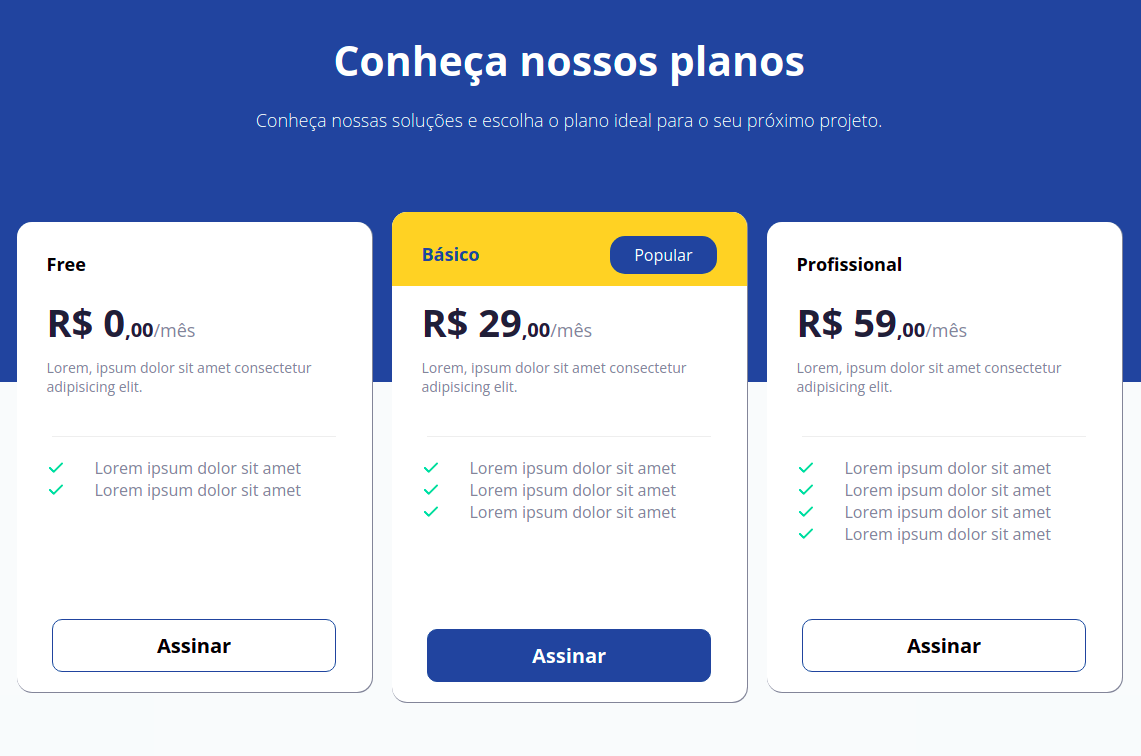 Conheça nossos planos
Conheça nossas soluções e escolha o plano ideal para o seu próximo projeto.
Free
R$ 0,00/mês
Lorem, ipsum dolor sit amet consectetur
adipisicing elit.
Lorem ipsum dolor sit amet
Lorem ipsum dolor sit amet
Assinar
Básico
Popular
R$ 29,00/mês
Lorem, ipsum dolor sit amet consectetur
adipisicing elit.
Lorem ipsum dolor sit amet
Lorem ipsum dolor sit amet
Lorem ipsum dolor sit amet
Assinar
Profissional
R$ 59,00/mês
Lorem, ipsum dolor sit amet consectetur
adipisicing elit.
Lorem ipsum dolor sit amet
Lorem ipsum dolor sit amet
Lorem ipsum dolor sit amet
Lorem ipsum dolor sit amet
Assinar